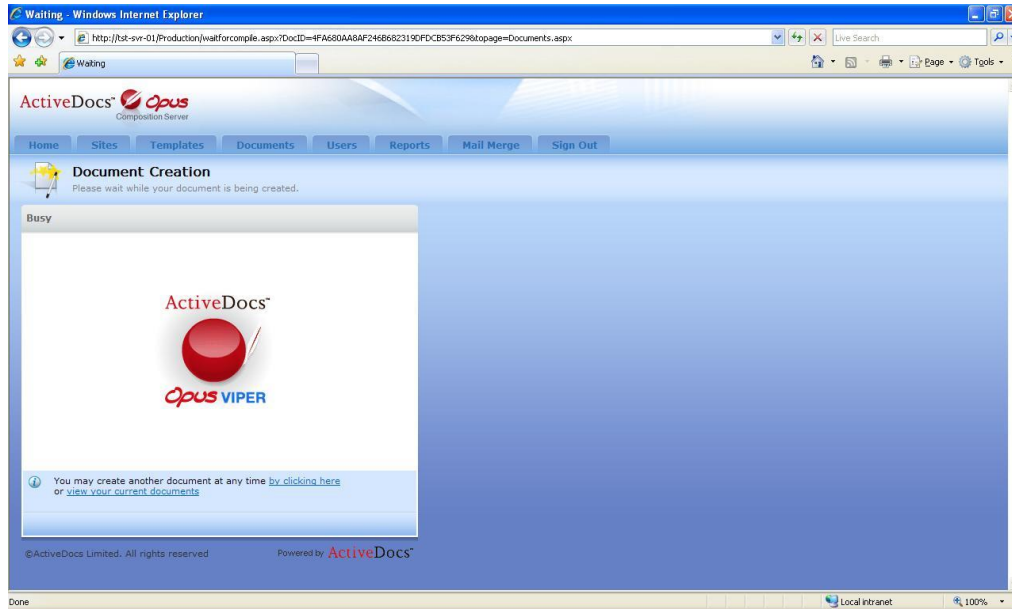 Waiting - Windows Internet Explorer
http://tst-svr-01/Production/waitforcompile.aspx?DocID=4FA680AA8AF246B682319DFDCB53F629&topage=Documents.aspx
Live Search
Waiting
Page
Tools
ActiveDocs™ Opus
Composition Server
Home Sites Templates Documents Users Reports Mail Merge Sign Out
Document Creation
Please wait while your document is being created.
Busy
ActiveDocs™
Opus VIPER
You may create another document at any time by clicking here
or view your current documents
©ActiveDocs Limited. All rights reserved
Powered by ActiveDocs™
Done
Local intranet
100%